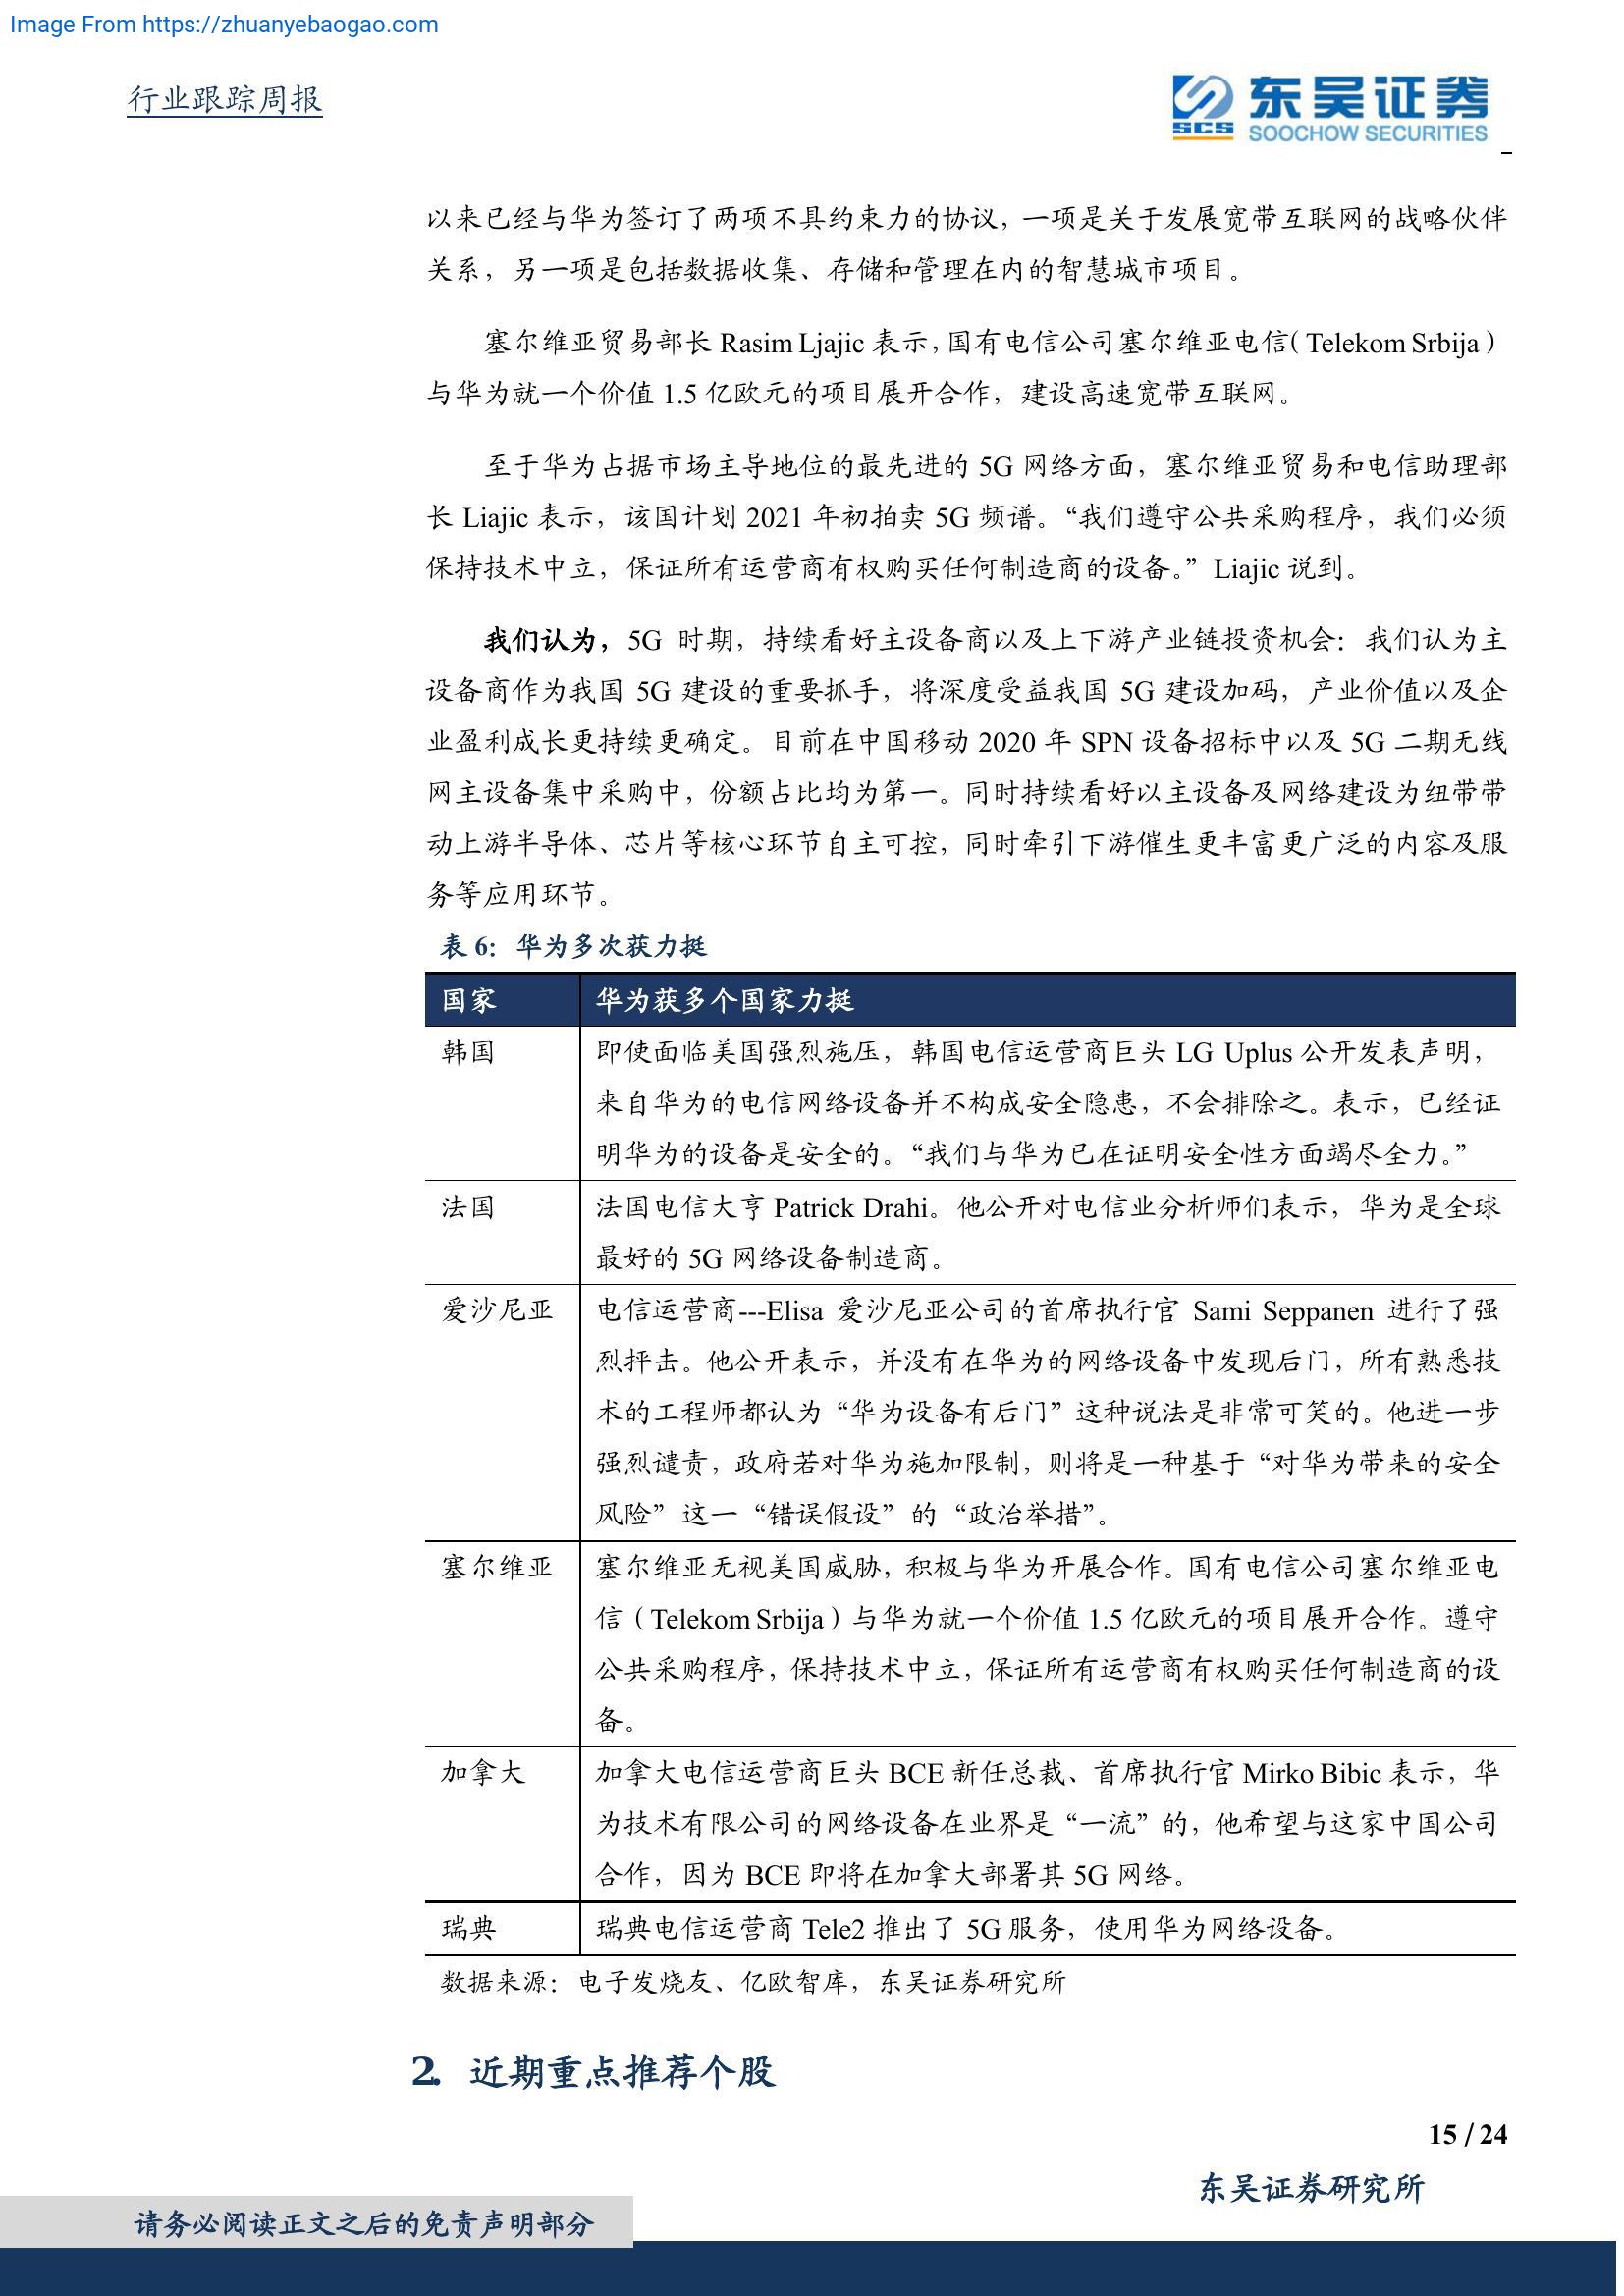 Image From https://zhuanyebaogao.com
行业跟踪周报
SCS
东吴证券
SOOCHOW SECURITIES
以来已经与华为签订了两项不具约束力的协议，一项是关于发展宽带互联网的战略伙伴
关系，另一项是包括数据收集、存储和管理在内的智慧城市项目。
塞尔维亚贸易部长 Rasim Ljajic 表示，国有电信公司塞尔维亚电信（Telekom Srbija）
与华为就一个价值 1.5 亿欧元的项目展开合作，建设高速宽带互联网。
至于华为占据市场主导地位的最先进的 5G 网络方面，塞尔维亚贸易和电信助理部
长 Liajic 表示，该国计划 2021 年初拍卖 5G 频谱。“我们遵守公共采购程序，我们必须
保持技术中立，保证所有运营商有权购买任何制造商的设备。”Liajic 说到。
我们认为，5G 时期，持续看好主设备商以及上下游产业链投资机会：我们认为主
设备商作为我国 5G 建设的重要抓手，将深度受益我国 5G 建设加码，产业价值以及企
业盈利成长更持续更确定。目前在中国移动 2020 年 SPN 设备招标中以及 5G 二期无线
网主设备集中采购中，份额占比均为第一。同时持续看好以主设备及网络建设为纽带带
动上游半导体、芯片等核心环节自主可控，同时牵引下游催生更丰富更广泛的内容及服
务等应用环节。
表 6：华为多次获力挺
国家 华为获多个国家力挺
韩国 即使面临美国强烈施压，韩国电信运营商巨头 LG Uplus 公开发表声明，
来自华为的电信网络设备并不构成安全隐患，不会排除之。表示，已经证
明华为的设备是安全的。“我们与华为已在证明安全性方面竭尽全力。”
法国 法国电信大亨 Patrick Drahi。他公开对电信业分析师们表示，华为是全球
最好的 5G 网络设备制造商。
爱沙尼亚 电信运营商---Elisa 爱沙尼亚公司的首席执行官 Sami Seppanen 进行了强
烈抨击。他公开表示，并没有在华为的网络设备中发现后门，所有熟悉技
术的工程师都认为“华为设备有后门”这种说法是非常可笑的。他进一步
强烈谴责，政府若对华为施加限制，则将是一种基于“对华为带来的安全
风险”这一“错误假设”的“政治举措”。
塞尔维亚 塞尔维亚无视美国威胁，积极与华为开展合作。国有电信公司塞尔维亚电
信（Telekom Srbija）与华为就一个价值 1.5 亿欧元的项目展开合作。遵守
公共采购程序，保持技术中立，保证所有运营商有权购买任何制造商的设
备。
加拿大 加拿大电信运营商巨头 BCE 新任总裁、首席执行官 Mirko Bibic 表示，华
为技术有限公司的网络设备在业界是“一流”的，他希望与这家中国公司
合作，因为 BCE 即将在加拿大部署其 5G 网络。
瑞典 瑞典电信运营商 Tele2 推出了 5G 服务，使用华为网络设备。
数据来源：电子发烧友、亿欧智库，东吴证券研究所
2. 近期重点推荐个股
15 / 24
东吴证券研究所
请务必阅读正文之后的免责声明部分